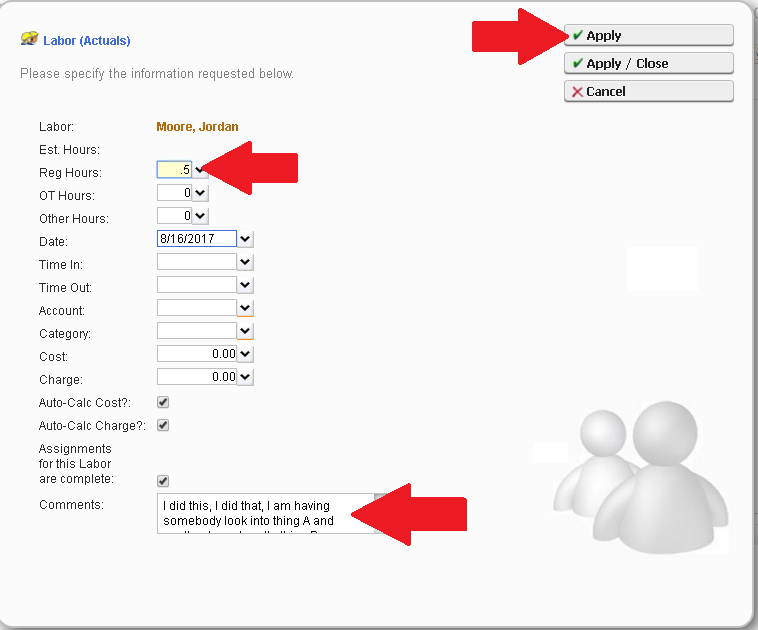 Labor (Actuals)
Please specify the information requested below.
Apply
Apply / Close
Cancel
Labor: Moore, Jordan
Est. Hours:
Reg Hours: .5
OT Hours: 0
Other Hours: 0
Date: 8/16/2017
Time In:
Time Out:
Account:
Category:
Cost: 0.00
Charge: 0.00
Auto-Calc Cost?:
Auto-Calc Charge?:
Assignments
for this Labor
are complete:
Comments: I did this, I did that, I am having
somebody look into thing A and